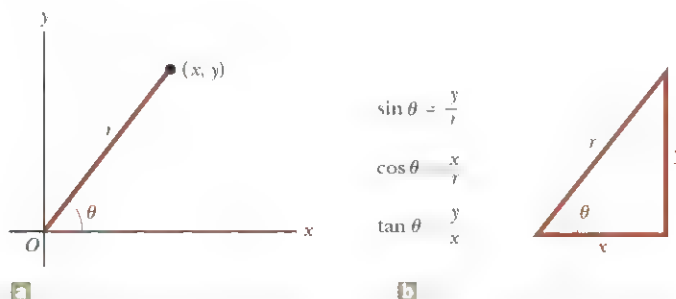 y
(x, y)
r
θ
O
x
a
sin θ = y/r
cos θ x/r
tan θ y/x
b
r
θ
x